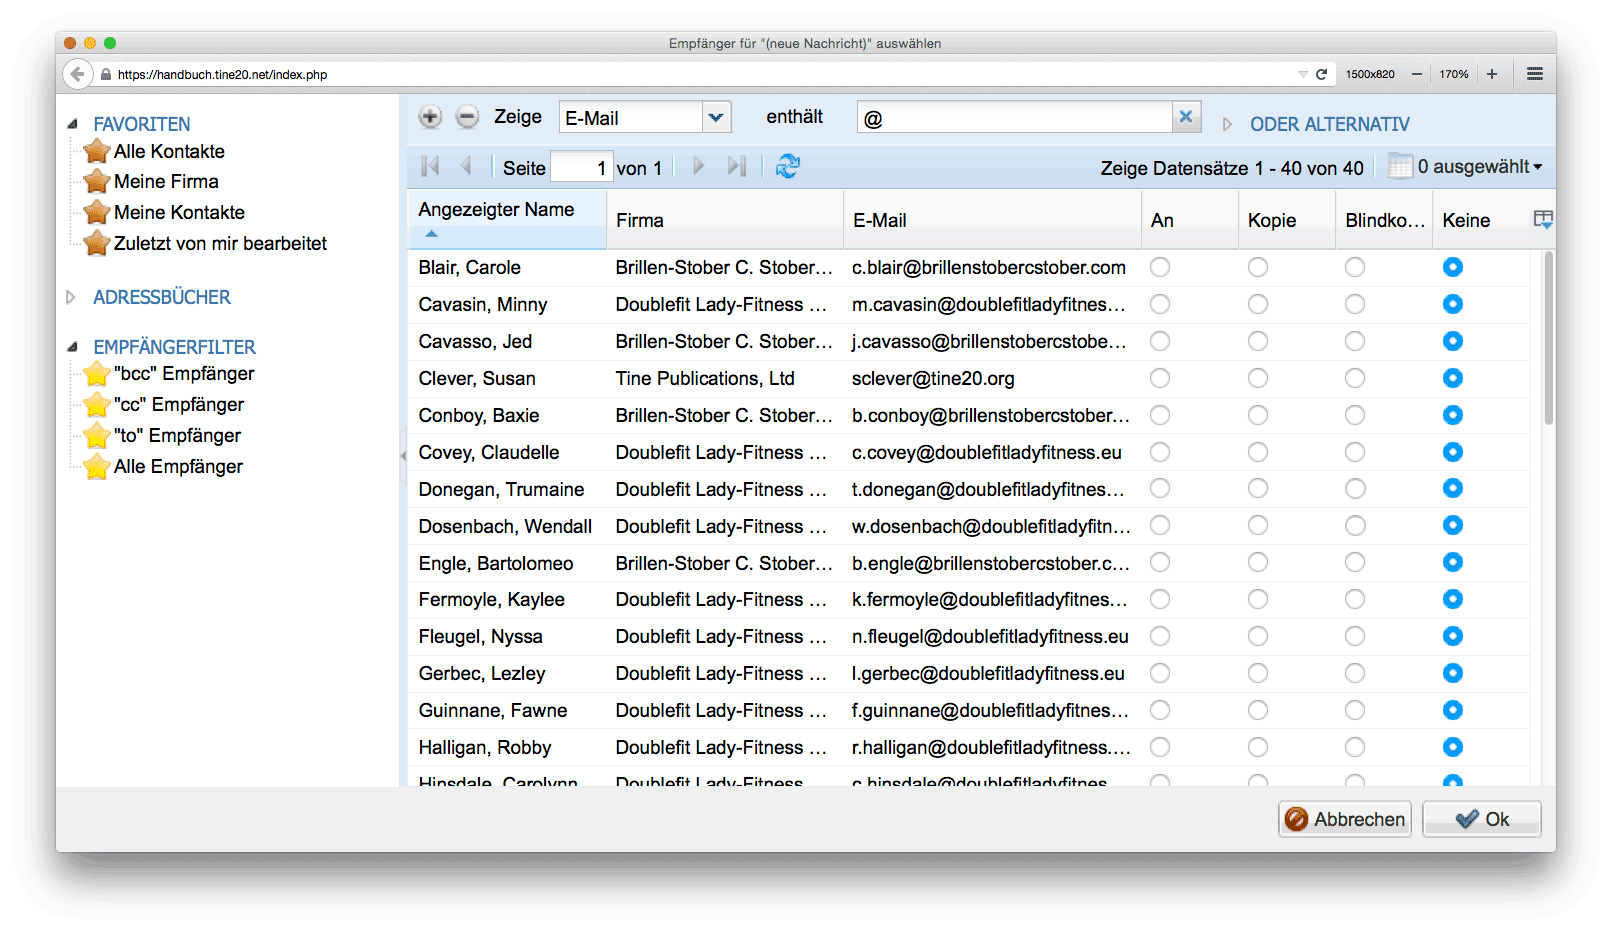 Empfänger für "(neue Nachricht)" auswählen
https://handbuch.tine20.net/index.php
1500x820
170%
FAVORITEN
Alle Kontakte
Meine Firma
Meine Kontakte
Zuletzt von mir bearbeitet
ADRESSBÜCHER
EMPFÄNGERFILTER
"bcc" Empfänger
"cc" Empfänger
"to" Empfänger
Alle Empfänger
Zeige E-Mail enthält @ ODER ALTERNATIV
Seite 1 von 1 Zeige Datensätze 1 - 40 von 40 0 ausgewählt
Angezeigter Name Firma E-Mail An Kopie Blindko... Keine
Blair, Carole Brillen-Stober C. Stober... c.blair@brillenstobercstober.com
Cavasin, Minny Doublefit Lady-Fitness ... m.cavasin@doublefitladyfitnes...
Cavasso, Jed Brillen-Stober C. Stober... j.cavasso@brillenstobercstobe...
Clever, Susan Tine Publications, Ltd sclever@tine20.org
Conboy, Baxie Brillen-Stober C. Stober... b.conboy@brillenstobercstober...
Covey, Claudelle Doublefit Lady-Fitness ... c.covey@doublefitladyfitness.eu
Donegan, Trumaine Doublefit Lady-Fitness ... t.donegan@doublefitladyfitnes...
Dosenbach, Wendall Doublefit Lady-Fitness ... w.dosenbach@doublefitladyfitn...
Engle, Bartolomeo Brillen-Stober C. Stober... b.engle@brillenstobercstober.c...
Fermoyle, Kaylee Doublefit Lady-Fitness ... k.fermoyle@doublefitladyfitnes...
Fleugel, Nyssa Doublefit Lady-Fitness ... n.fleugel@doublefitladyfitness.eu
Gerbec, Lezley Doublefit Lady-Fitness ... l.gerbec@doublefitladyfitness.eu
Guinnane, Fawne Doublefit Lady-Fitness ... f.guinnane@doublefitladyfitnes...
Halligan, Robby Doublefit Lady-Fitness ... r.halligan@doublefitladyfitness....
Hinsdale, Carolynn Doublefit Lady-Fitness ... c.hinsdale@doublefitladyfitnes...
Abbrechen Ok